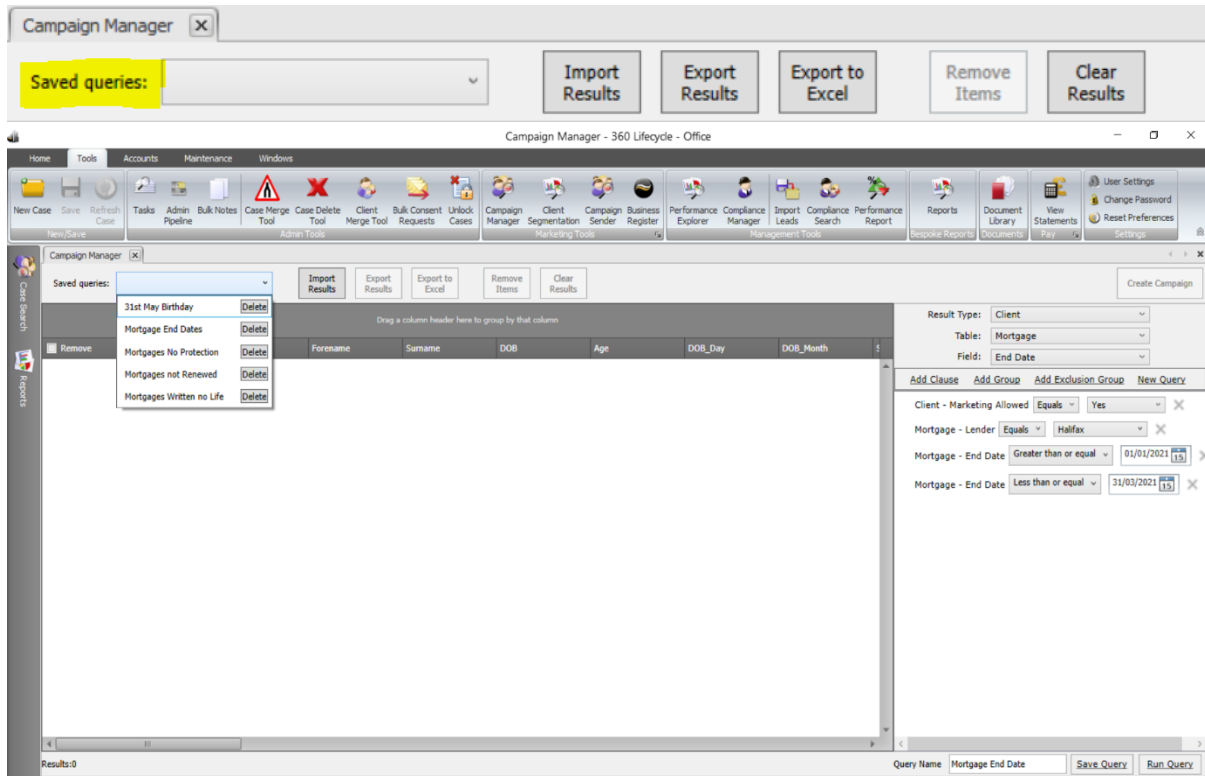 Campaign Manager X
Saved queries:
Import Results
Export Results
Export to Excel
Remove Items
Clear Results
Campaign Manager - 360 Lifecycle - Office
Home Tools Accounts Maintenance Windows
New Case
Save
Refresh Case
Tasks
Admin Pipeline
Bulk Notes
Case Merge Tool
Case Delete Tool
Client Merge Tool
Bulk Consent Requests
Unlock Cases
Campaign Manager
Client Segmentation
Campaign Sender
Business Register
Performance Explorer
Compliance Manager
Import Leads
Compliance Search
Performance Report
Reports
Document Library
View Statements
User Settings
Change Password
Reset Preferences
New/Save
Admin Tools
Marketing Tools
Management Tools
Bespoke Reports
Documents
Pay
Settings
Case Search
Reports
Campaign Manager X
Saved queries:
Import Results
Export Results
Export to Excel
Remove Items
Clear Results
Create Campaign
31st May Birthday Delete
Mortgage End Dates Delete
Mortgages No Protection Delete
Mortgages not Renewed Delete
Mortgages Written no Life Delete
Drag a column header here to group by that column
Remove Forename Surname DOB Age DOB_Day DOB_Month
Result Type: Client
Table: Mortgage
Field: End Date
Add Clause Add Group Add Exclusion Group New Query
Client - Marketing Allowed Equals Yes
Mortgage - Lender Equals Halifax
Mortgage - End Date Greater than or equal 01/01/2021 15
Mortgage - End Date Less than or equal 31/03/2021 15
Results:0
Query Name Mortgage End Date Save Query Run Query